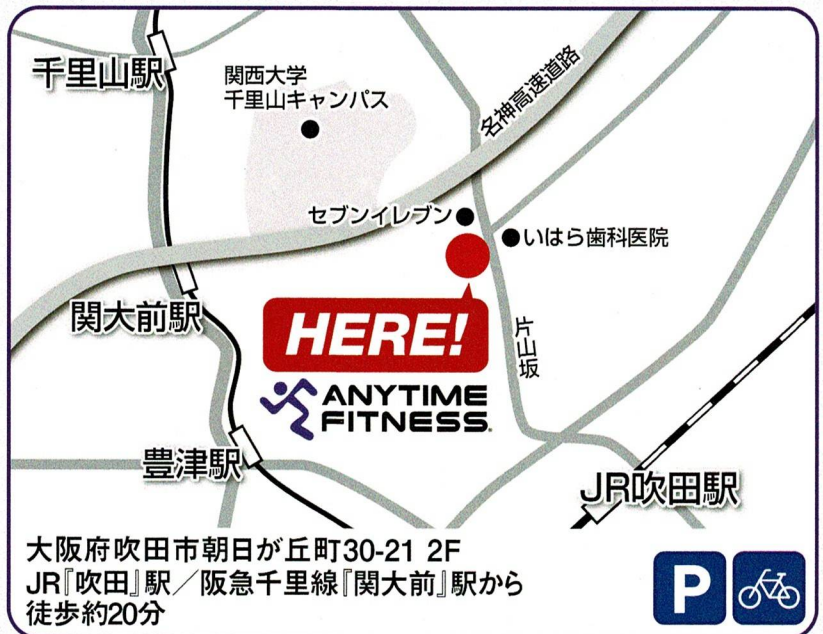 千里山駅
関西大学
千里山キャンパス
名神高速道路
セブンイレブン
いはら歯科医院
関大前駅
HERE!
片山坂
ANYTIME
FITNESS.
豊津駅
JR吹田駅
大阪府吹田市朝日が丘町30-21 2F
JR『吹田』駅／阪急千里線『関大前』駅から
徒歩約20分
P